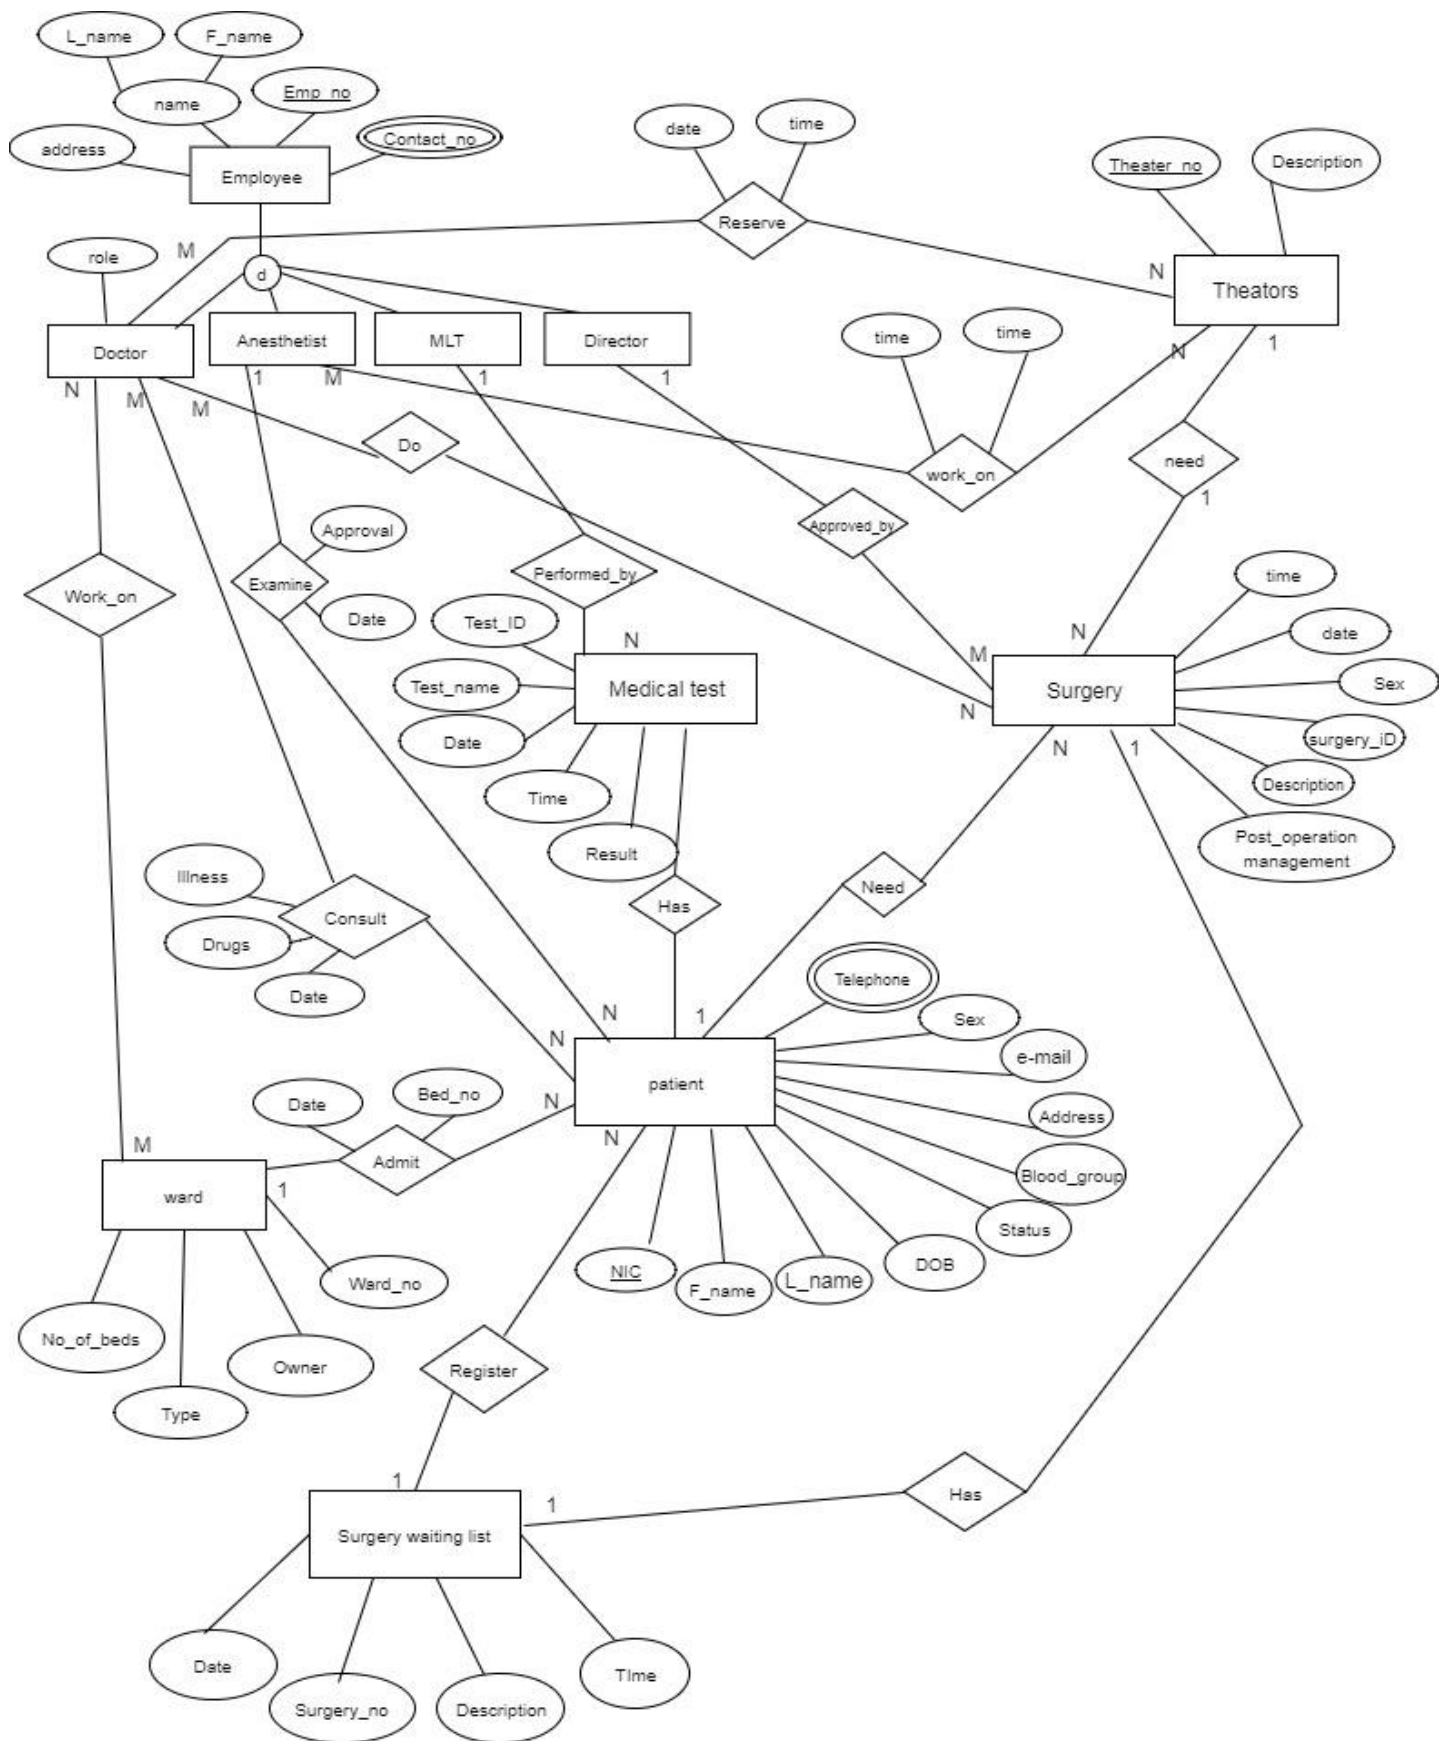 L_name
F_name
name
Emp_no
Contact_no
address
Employee
date
time
Theater_no
Description
Reserve
M
N
role
d
Theators
Doctor
Anesthetist
MLT
Director
time
time
N
M
M
1
M
1
1
N
1
Do
work_on
need
1
Approval
Approved_by
Examine
Performed_by
Work_on
Date
Test_ID
N
M
N
time
date
Test_name
Medical test
Surgery
Sex
Date
N
N
1
surgery_iD
Time
Description
Result
Post_operation
management
Illness
Need
Consult
Has
Drugs
Telephone
Date
N
N
1
Sex
e-mail
patient
Date
Bed_no
N
Address
M
N
Admit
Blood_group
ward
1
Status
NIC
F_name
L_name
DOB
Ward_no
No_of_beds
Owner
Register
Type
1
1
Has
Surgery waiting list
Date
TIme
Surgery_no
Description